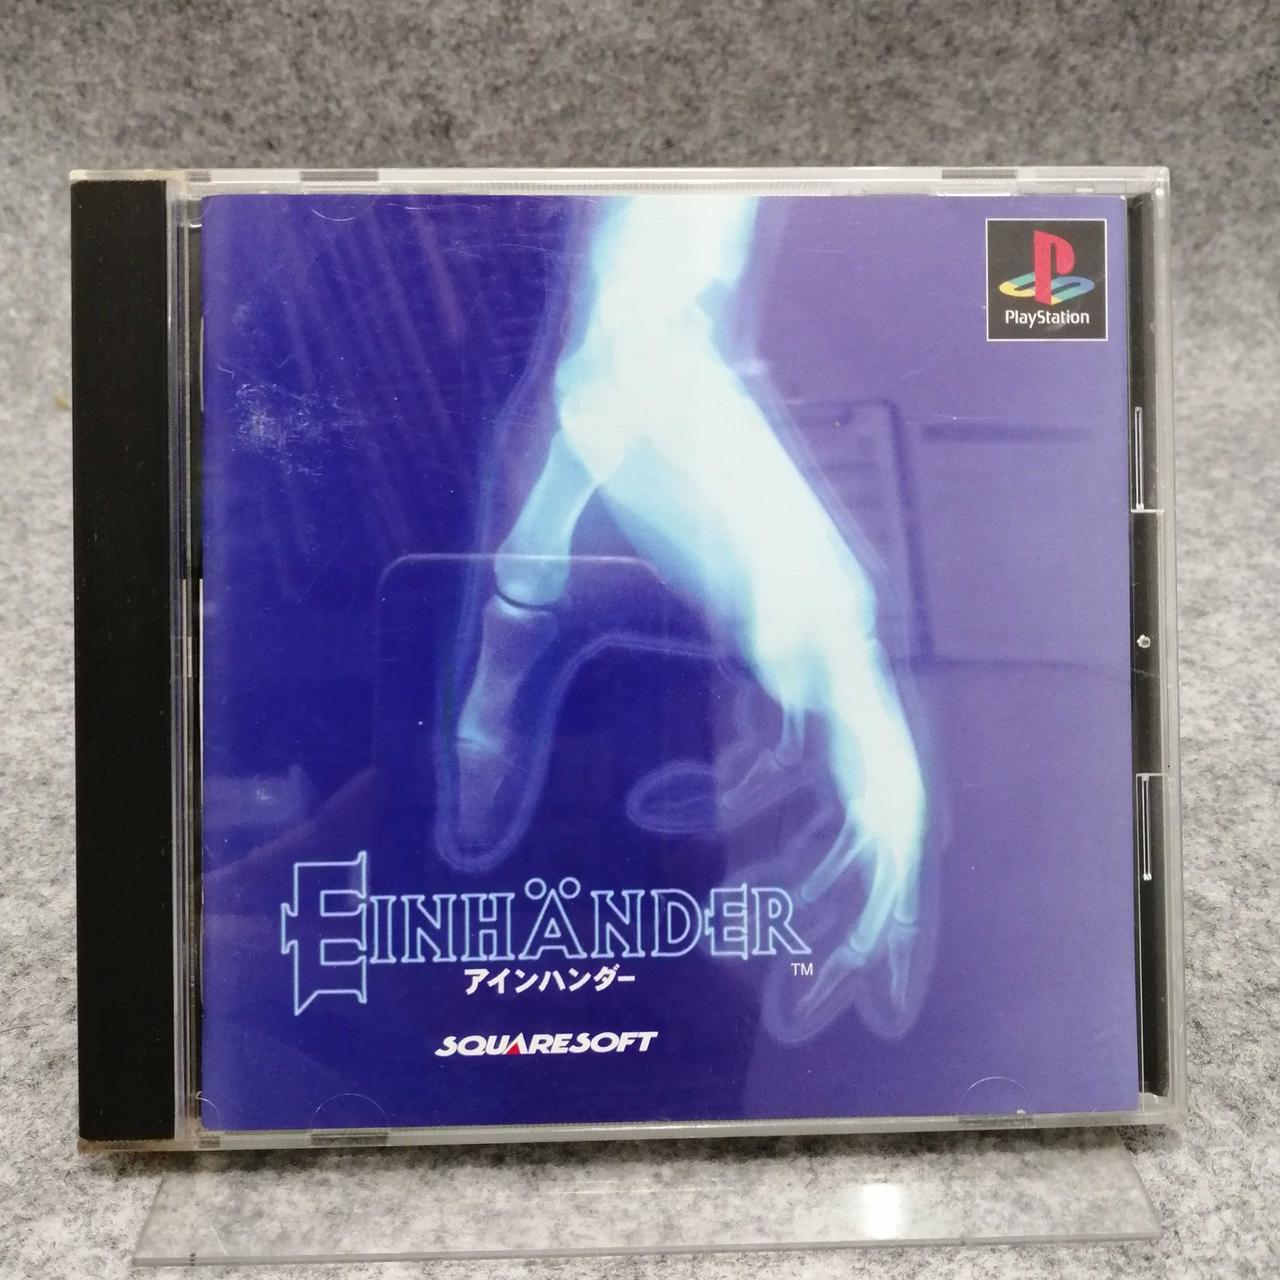 PlayStation
EINHÄNDER
TM
アインハンダー
SQUARESOFT